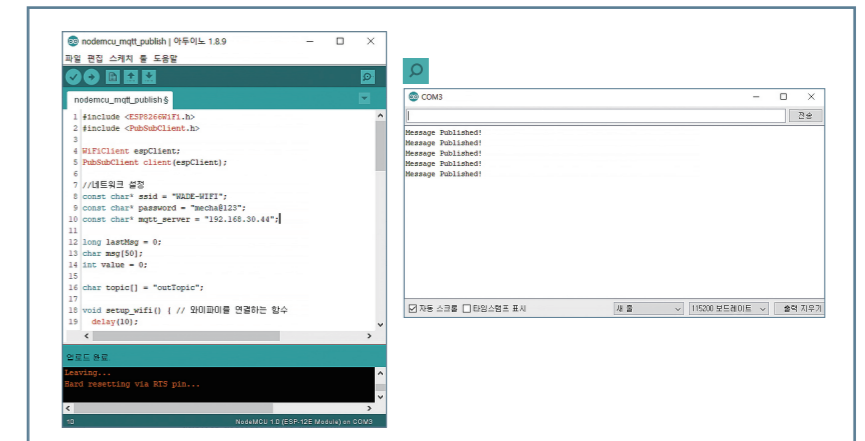 nodemcu_mqtt_publish | 아두이노 1.8.9
파일 편집 스케치 툴 도움말
nodemcu_mqtt_publish §
1 #include <ESP8266WiFi.h>
2 #include <PubSubClient.h>
3
4 WiFiClient espClient;
5 PubSubClient client(espClient);
6
7 //네트워크 설정
8 const char* ssid = "WADE-WIFI";
9 const char* password = "mecha@123";
10 const char* mqtt_server = "192.168.30.44";
11
12 long lastMsg = 0;
13 char msg[50];
14 int value = 0;
15
16 char topic[] = "outTopic";
17
18 void setup_wifi() { // 와이파이를 연결하는 함수
19 delay(10);
업로드 완료
Leaving...
Hard resetting via RTS pin...
10 NodeMCU 1.0 (ESP-12E Module) on COM3
COM3
전송
Message Published!
Message Published!
Message Published!
Message Published!
Message Published!
자동 스크롤 타임스탬프 표시 새 줄 115200 보드레이트 출력 지우기